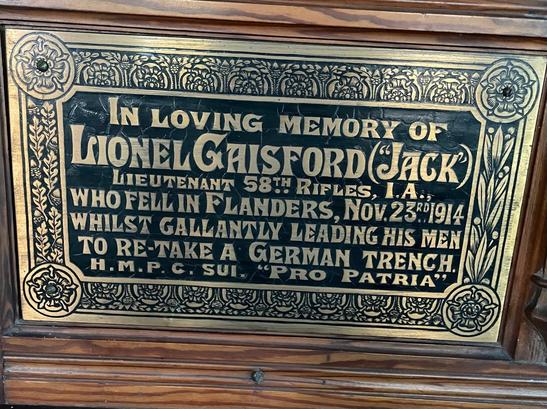 IN LOVING MEMORY OF
LIONEL GAISFORD ("JACK")
LIEUTENANT 58TH RIFLES, I.A.,
WHO FELL IN FLANDERS, NOV. 23RD 1914
WHILST GALLANTLY LEADING HIS MEN
TO RE-TAKE A GERMAN TRENCH.
H.M.P.C. SUI. "PRO PATRIA"